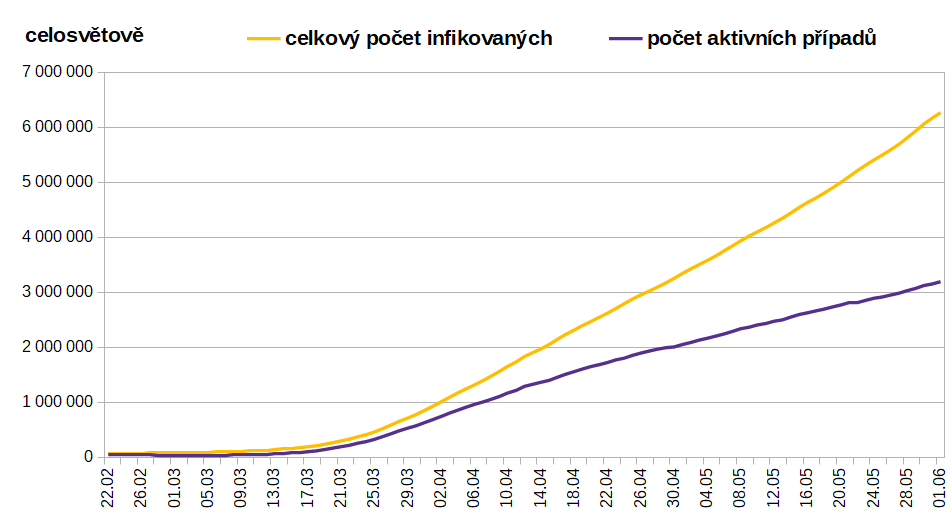 celosvětově
celkový počet infikovaných
počet aktivních případů
7 000 000
6 000 000
5 000 000
4 000 000
3 000 000
2 000 000
1 000 000
0
22.02
26.02
01.03
05.03
09.03
13.03
17.03
21.03
25.03
29.03
02.04
06.04
10.04
14.04
18.04
22.04
26.04
30.04
04.05
08.05
12.05
16.05
20.05
24.05
28.05
01.06